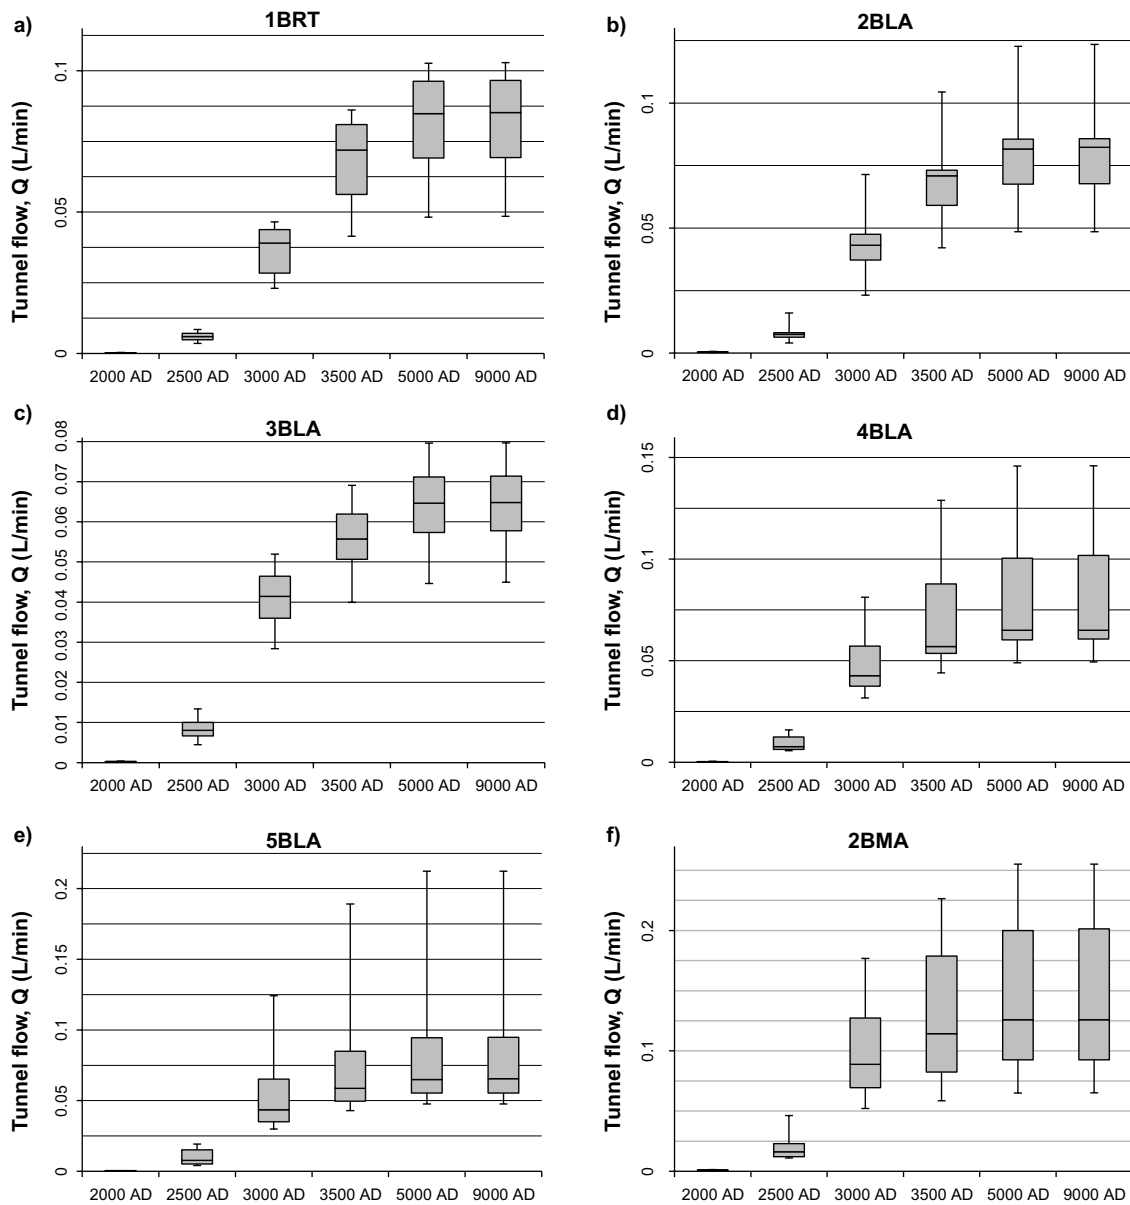 a)
1BRT
Tunnel flow, Q (L/min)
0.1
0.05
0
2000 AD 2500 AD 3000 AD 3500 AD 5000 AD 9000 AD
b)
2BLA
Tunnel flow, Q (L/min)
0.1
0.05
0
2000 AD 2500 AD 3000 AD 3500 AD 5000 AD 9000 AD
c)
3BLA
Tunnel flow, Q (L/min)
0.08
0.07
0.06
0.05
0.04
0.03
0.02
0.01
0
2000 AD 2500 AD 3000 AD 3500 AD 5000 AD 9000 AD
d)
4BLA
Tunnel flow, Q (L/min)
0.15
0.1
0.05
0
2000 AD 2500 AD 3000 AD 3500 AD 5000 AD 9000 AD
e)
5BLA
Tunnel flow, Q (L/min)
0.2
0.15
0.1
0.05
0
2000 AD 2500 AD 3000 AD 3500 AD 5000 AD 9000 AD
f)
2BMA
Tunnel flow, Q (L/min)
0.2
0.1
0
2000 AD 2500 AD 3000 AD 3500 AD 5000 AD 9000 AD